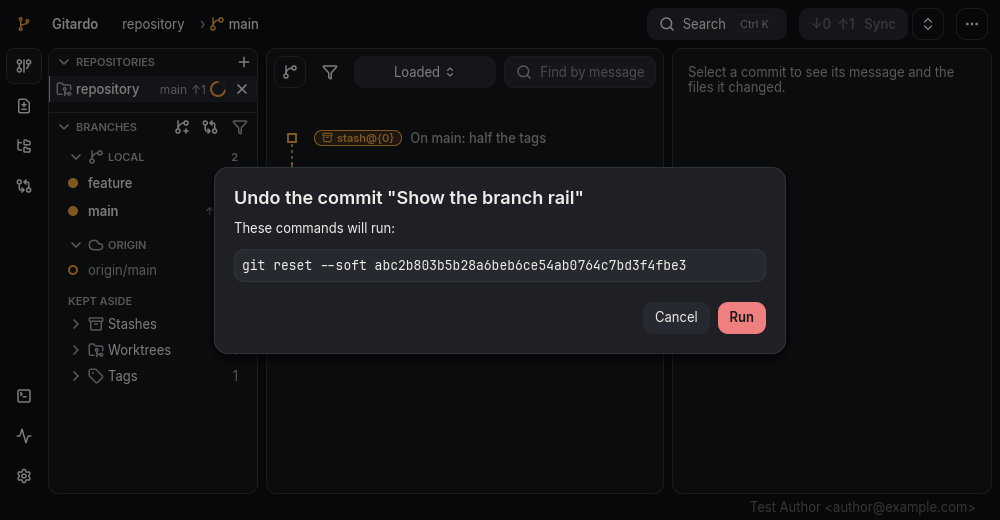 Gitardo
repository
main
Search
Ctrl K
↓0 ↑1 Sync
REPOSITORIES
repository
main ↑1
BRANCHES
LOCAL
2
feature
main
↑
ORIGIN
origin/main
KEPT ASIDE
Stashes
Worktrees
Tags
1
Loaded
Find by message
stash@{0}
On main: half the tags
Select a commit to see its message and the
files it changed.
Undo the commit "Show the branch rail"
These commands will run:
git reset --soft abc2b803b5b28a6beb6ce54ab0764c7bd3f4fbe3
Cancel
Run
Test Author <author@example.com>